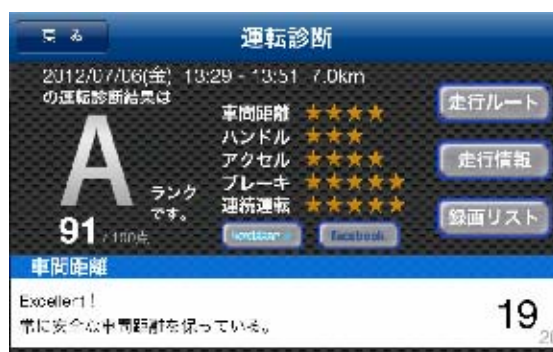 戻る
運転診断
2012/07/06(金) 13:29 - 13:51 7.0km
の運転診断結果は
A
ランク
です。
91 /100点
車間距離 ★★★★
ハンドル ★★★
アクセル ★★★★
ブレーキ ★★★★★
連続運転 ★★★★★
facebook
走行ルート
走行情報
録画リスト
車間距離
Excellent!
常に安全な車間距離を保っている。
19